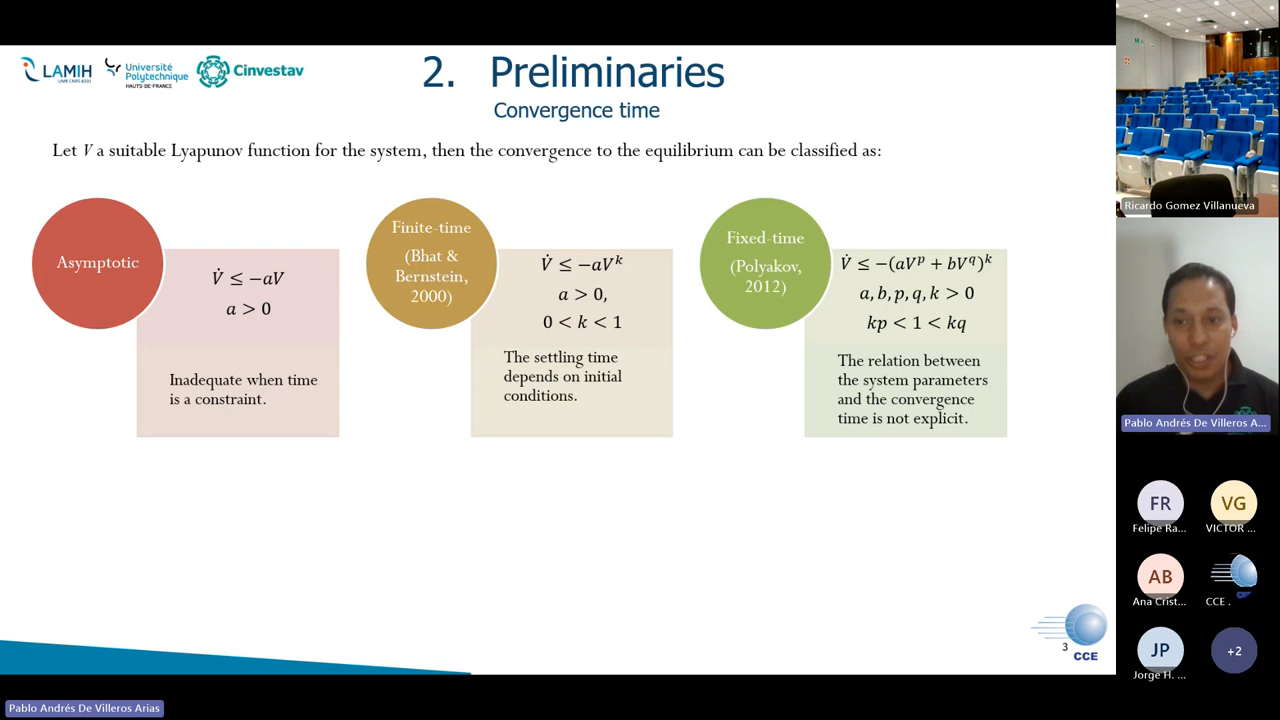 LAMIH
UMR CNRS 8201
Université
Polytechnique
HAUTS-DE-FRANCE
Cinvestav
2. Preliminaries
Convergence time
Let V a suitable Lyapunov function for the system, then the convergence to the equilibrium can be classified as:
Asymptotic
V̇ ≤ −aV
a > 0
Inadequate when time
is a constraint.
Finite-time
(Bhat &
Bernstein,
2000)
V̇ ≤ −aVᵏ
a > 0,
0 < k < 1
The settling time
depends on initial
conditions.
Fixed-time
(Polyakov,
2012)
V̇ ≤ −(aVᵖ + bV^q)ᵏ
a, b, p, q, k > 0
kp < 1 < kq
The relation between
the system parameters
and the convergence
time is not explicit.
3
CCE
Ricardo Gomez Villanueva
Pablo Andrés De Villeros A...
FR
Felipe Ra...
VG
VICTOR ...
AB
Ana Crist...
CCE .
JP
Jorge H. ...
+2
Pablo Andrés De Villeros Arias